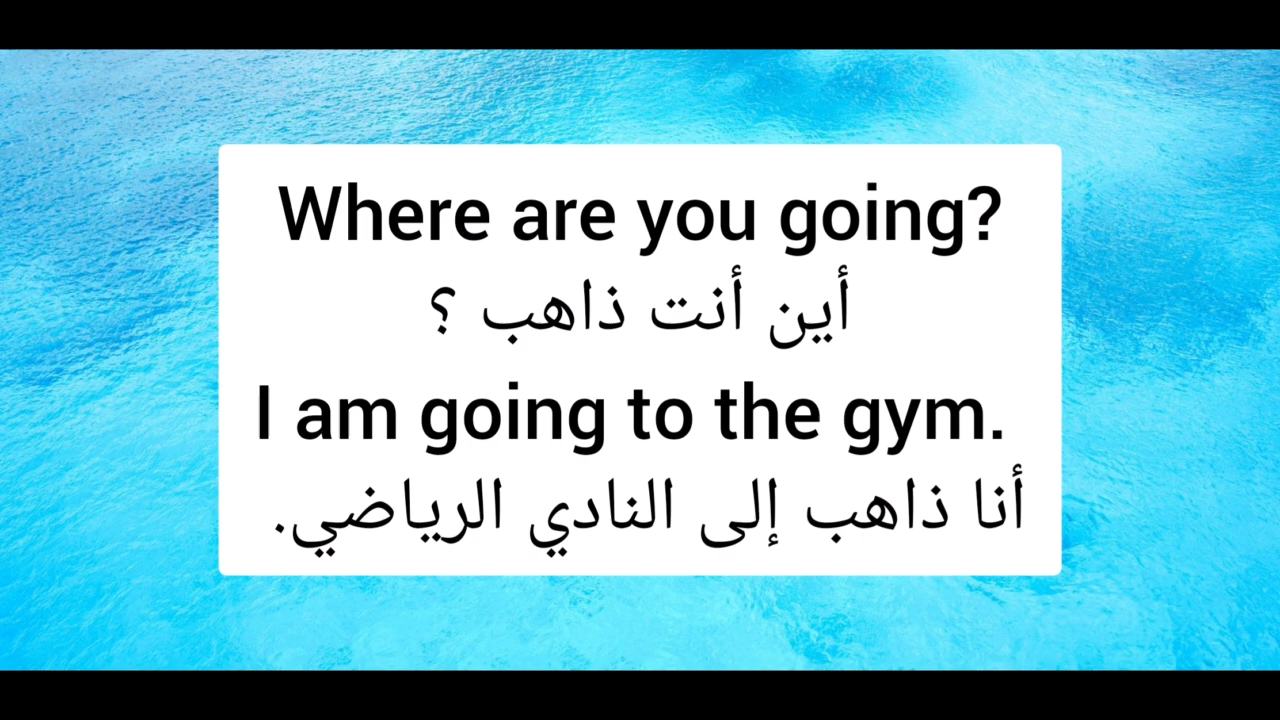 Where are you going?
أين أنت ذاهب ؟
I am going to the gym.
أنا ذاهب إلى النادي الرياضي.